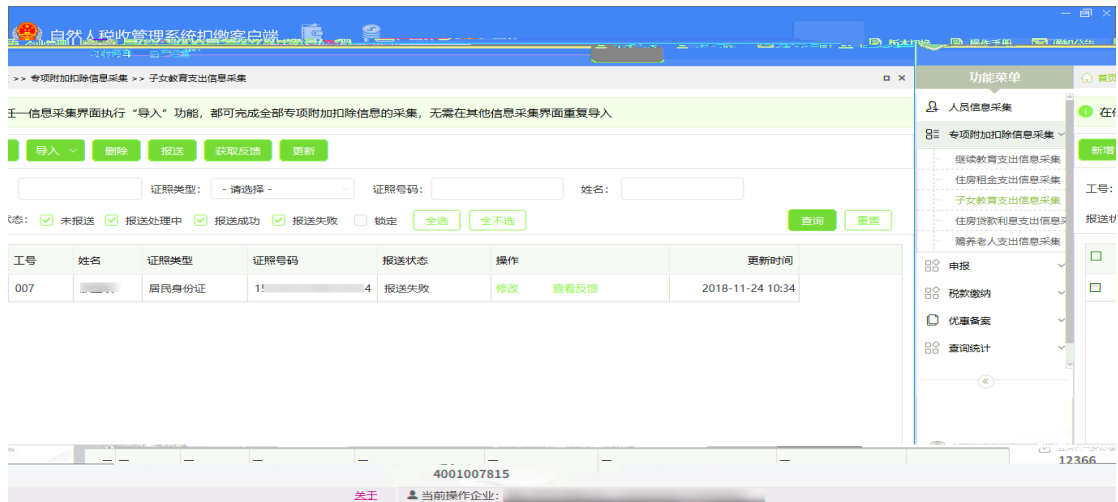 自然人税收管理系统扣缴客户端
>> 专项附加扣除信息采集 >> 子女教育支出信息采集
任一信息采集界面执行“导入”功能，都可完成全部专项附加扣除信息的采集，无需在其他信息采集界面重复导入
导入 删除 报送 获取反馈 更新
证照类型： - 请选择 - 证照号码： 姓名：
状态： 未报送 报送处理中 报送成功 报送失败 锁定 全选 全不选 查询 重置
工号 姓名 证照类型 证照号码 报送状态 操作 更新时间
007 居民身份证 15 4 报送失败 修改 查看反馈 2018-11-24 10:34
功能菜单 首页
人员信息采集 在
专项附加扣除信息采集 新增
继续教育支出信息采集
住房租金支出信息采集 工号：
子女教育支出信息采集
住房贷款利息支出信息采 报送状
赡养老人支出信息采集
申报
税款缴纳
优惠备案
查询统计
12366
4001007815
关于 当前操作企业：